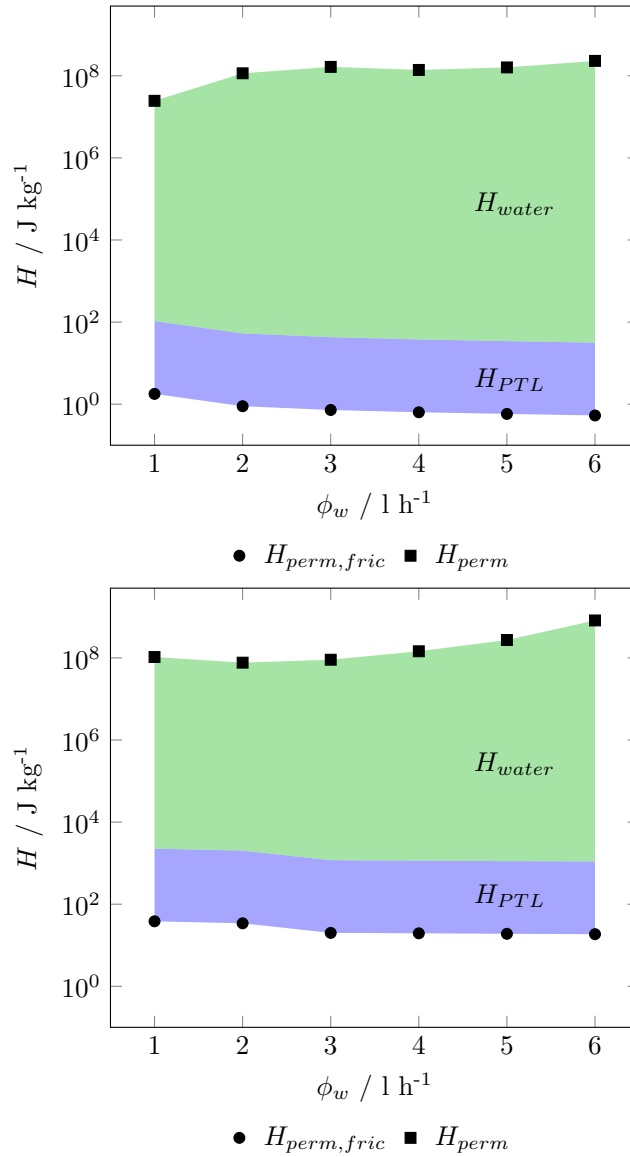 10^8
10^6
10^4
10^2
10^0
H / J kg^-1
H_water
H_PTL
1 2 3 4 5 6
ϕ_w / l h^-1
● H_perm,fric ■ H_perm
10^8
10^6
10^4
10^2
10^0
H / J kg^-1
H_water
H_PTL
1 2 3 4 5 6
ϕ_w / l h^-1
● H_perm,fric ■ H_perm